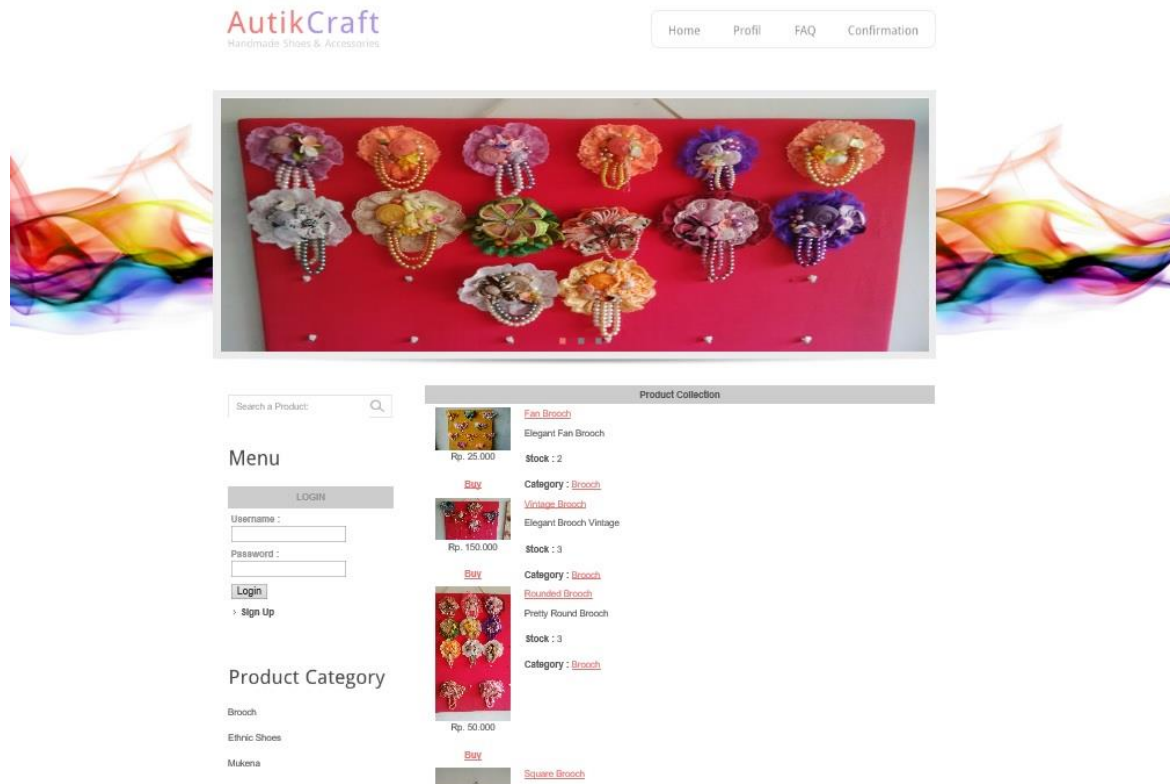 AutikCraft
Handmade Shoes & Accessories
Home Profil FAQ Confirmation
Search a Product:
Menu
LOGIN
Username :
Password :
Login
Sign Up
Product Category
Brooch
Ethnic Shoes
Mukena
Product Collection
Fan Brooch
Elegant Fan Brooch
Rp. 25.000
Stock : 2
Buy
Category : Brooch
Vintage Brooch
Elegant Brooch Vintage
Rp. 150.000
Stock : 3
Buy
Category : Brooch
Rounded Brooch
Pretty Round Brooch
Stock : 3
Category : Brooch
Rp. 50.000
Buy
Square Brooch